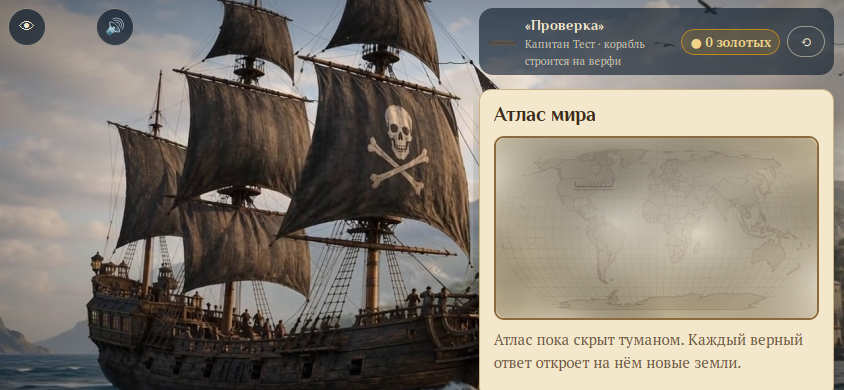 «Проверка»
Капитан Тест · корабль
строится на верфи
0 золотых
Атлас мира
Атлас пока скрыт туманом. Каждый верный
ответ откроет на нём новые земли.